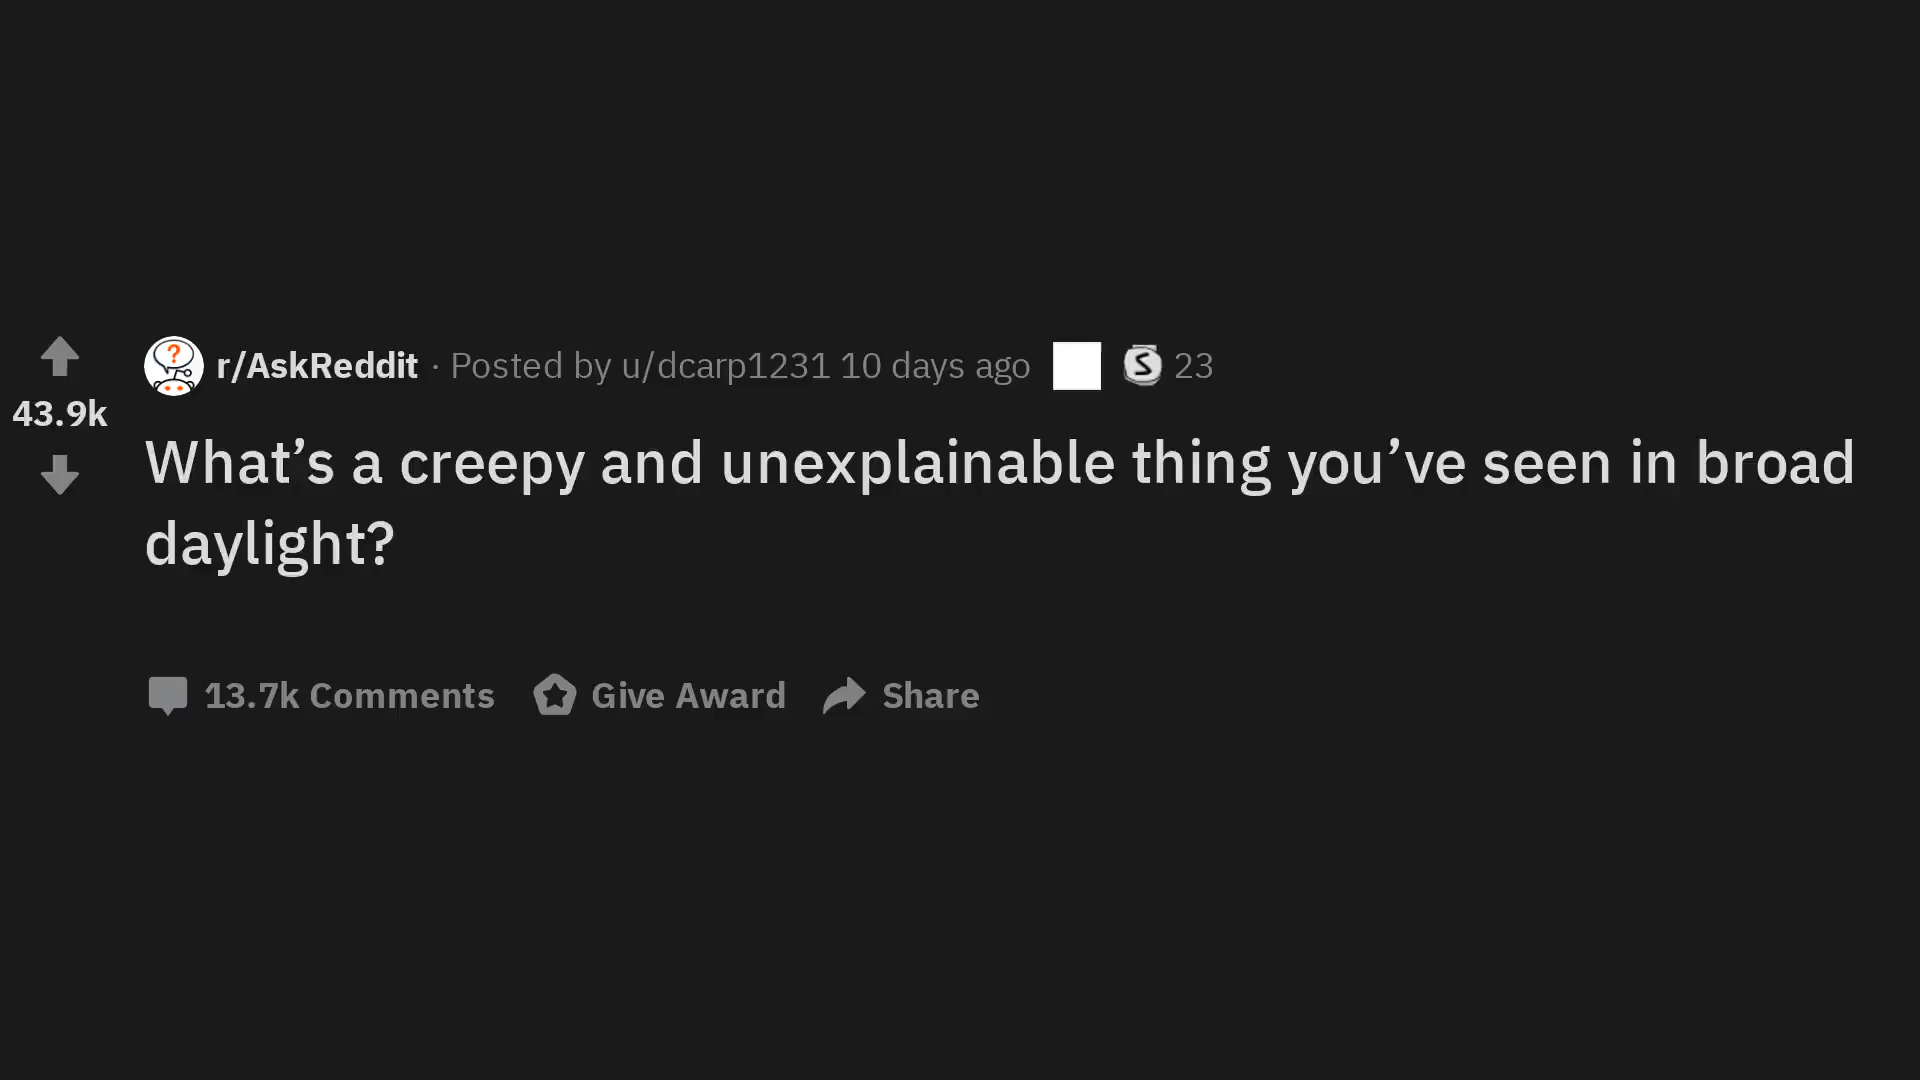 r/AskReddit · Posted by u/dcarp1231 10 days ago S 23
43.9k
What’s a creepy and unexplainable thing you’ve seen in broad
daylight?
13.7k Comments Give Award Share